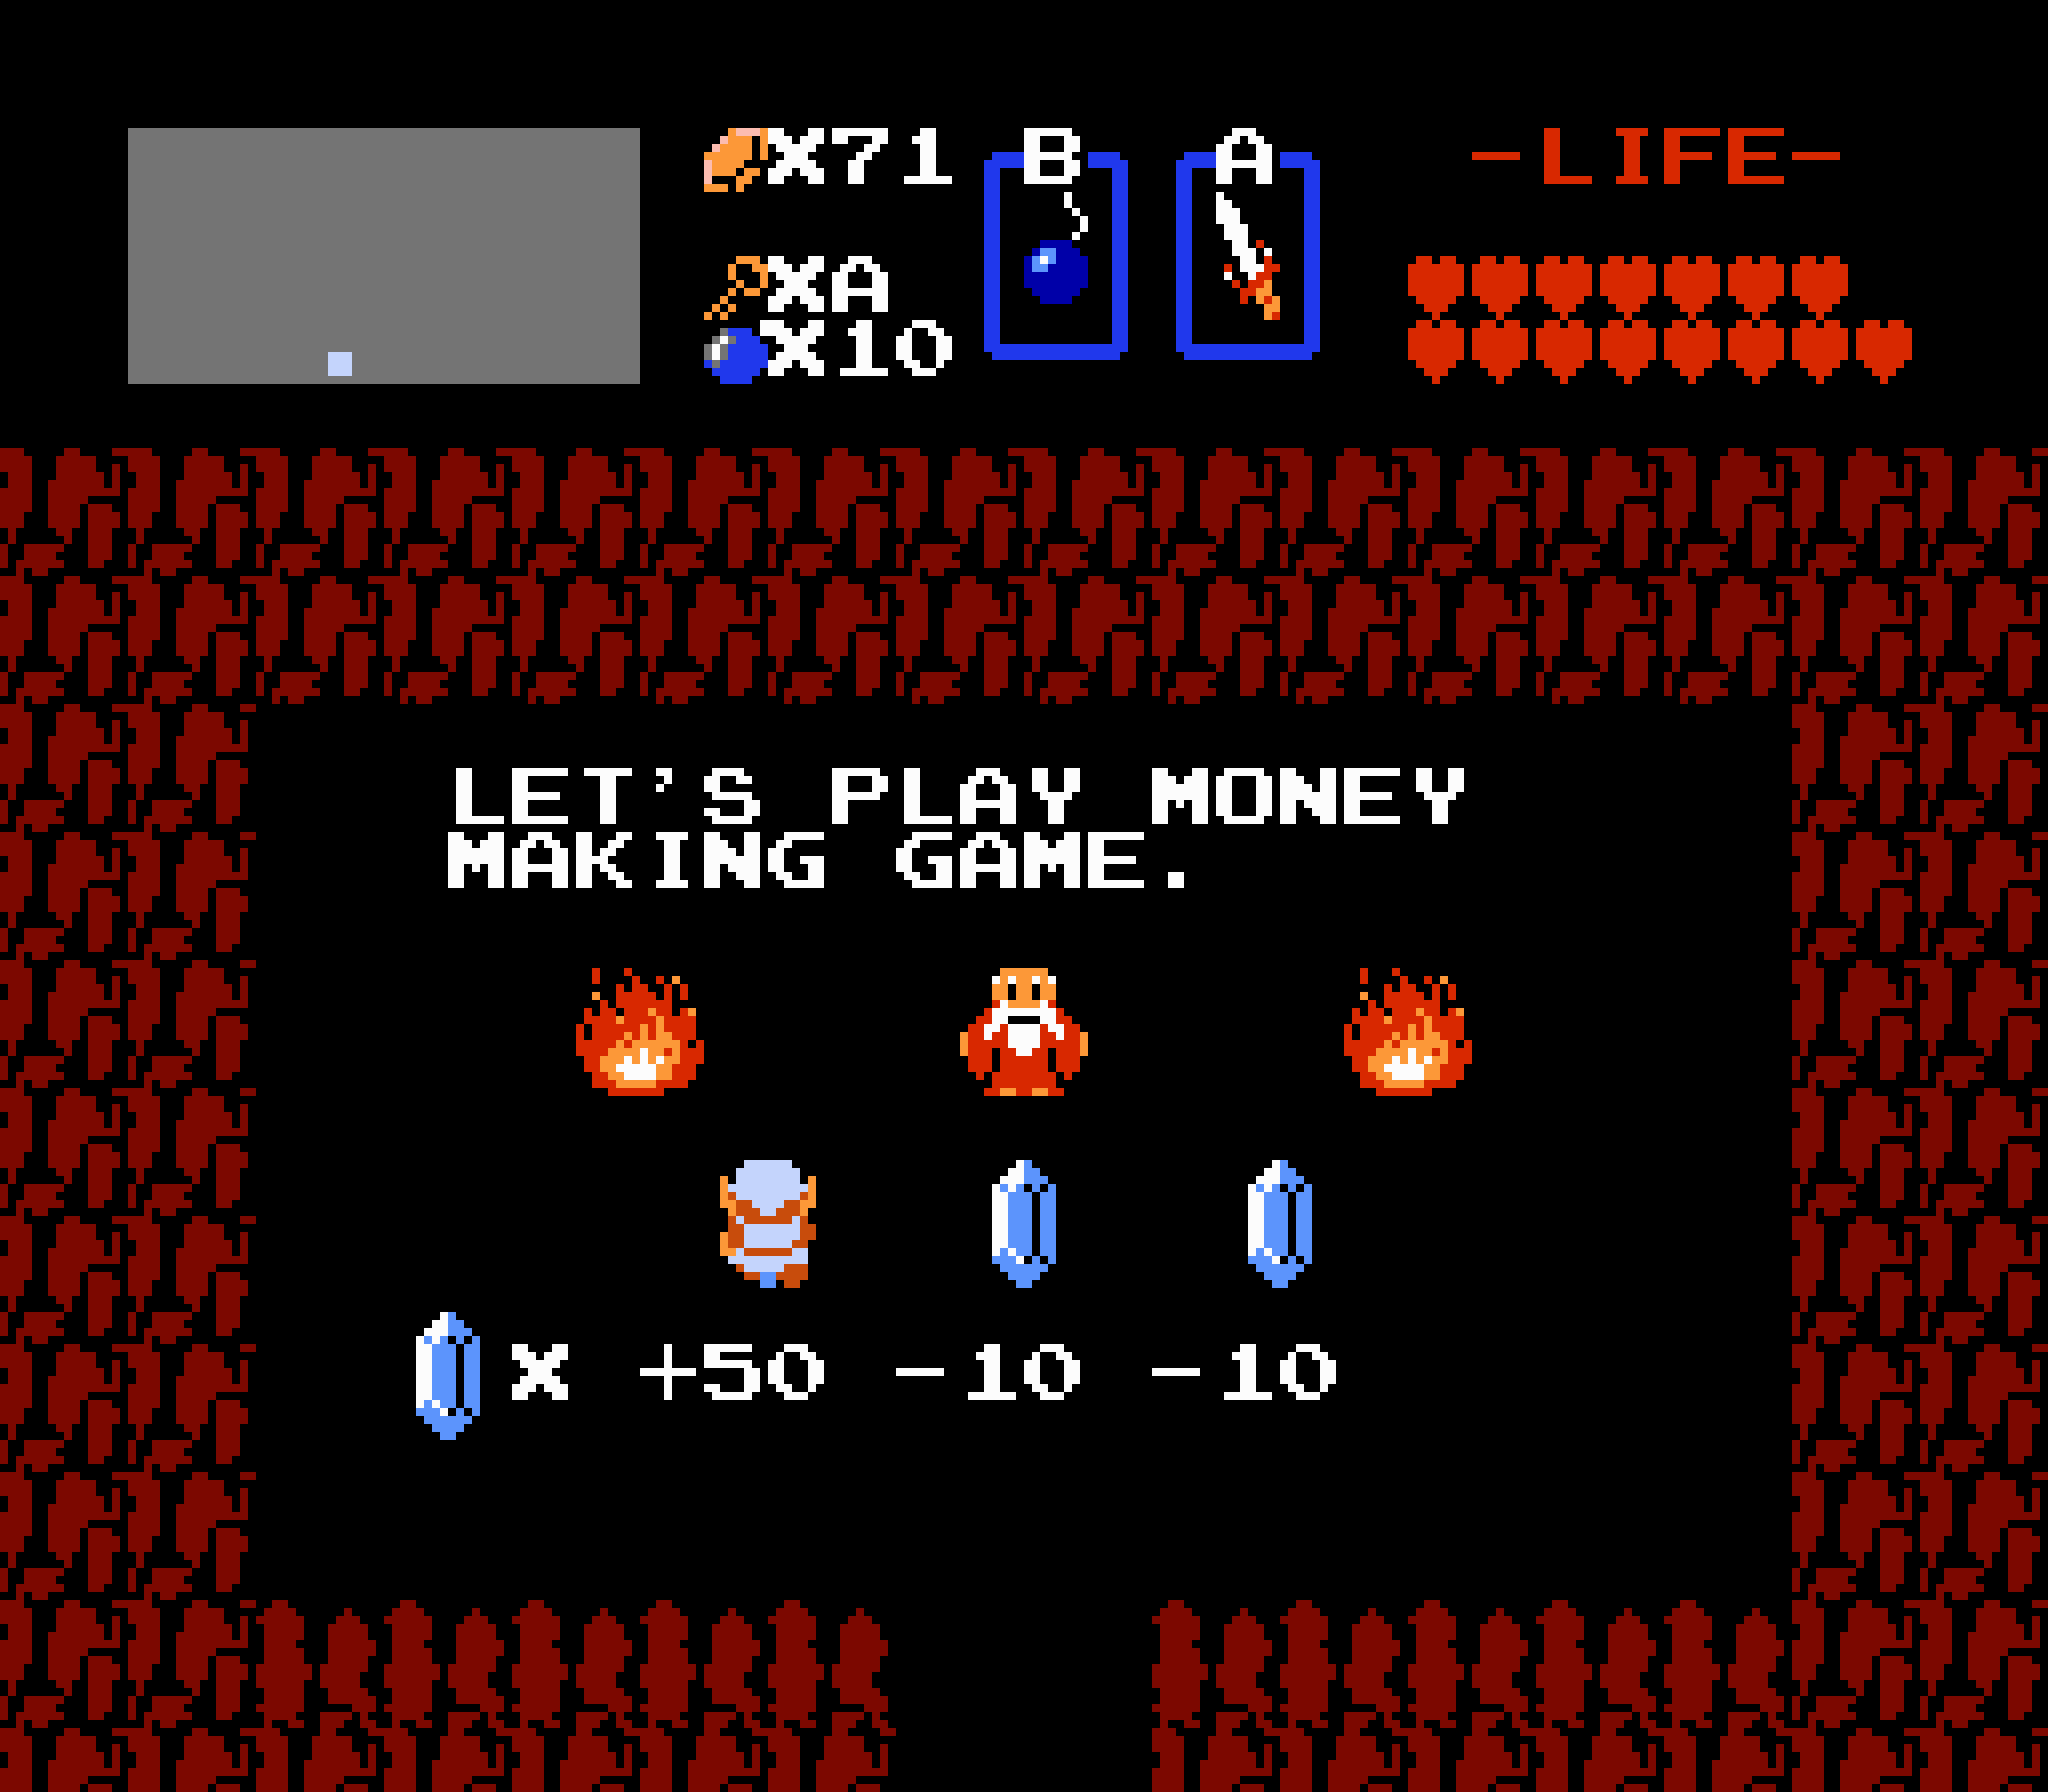 X71
B
A
-LIFE-
XA
X10
LET'S PLAY MONEY
MAKING GAME.
X +50 -10 -10